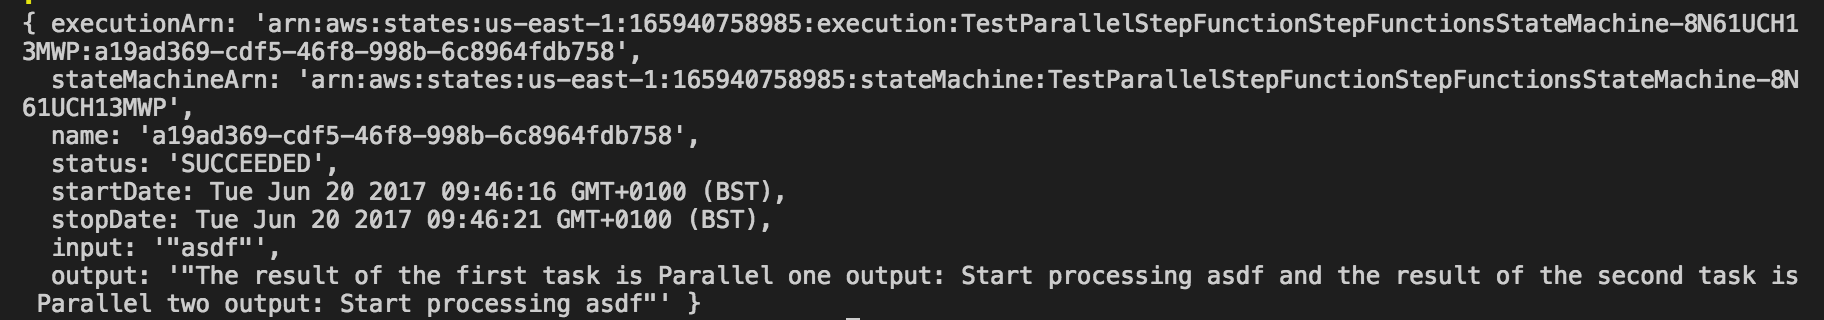 { executionArn: 'arn:aws:states:us-east-1:165940758985:execution:TestParallelStepFunctionStepFunctionsStateMachine-8N61UCH1
3MWP:a19ad369-cdf5-46f8-998b-6c8964fdb758',
  stateMachineArn: 'arn:aws:states:us-east-1:165940758985:stateMachine:TestParallelStepFunctionStepFunctionsStateMachine-8N
61UCH13MWP',
  name: 'a19ad369-cdf5-46f8-998b-6c8964fdb758',
  status: 'SUCCEEDED',
  startDate: Tue Jun 20 2017 09:46:16 GMT+0100 (BST),
  stopDate: Tue Jun 20 2017 09:46:21 GMT+0100 (BST),
  input: '"asdf"',
  output: '"The result of the first task is Parallel one output: Start processing asdf and the result of the second task is
 Parallel two output: Start processing asdf"' }